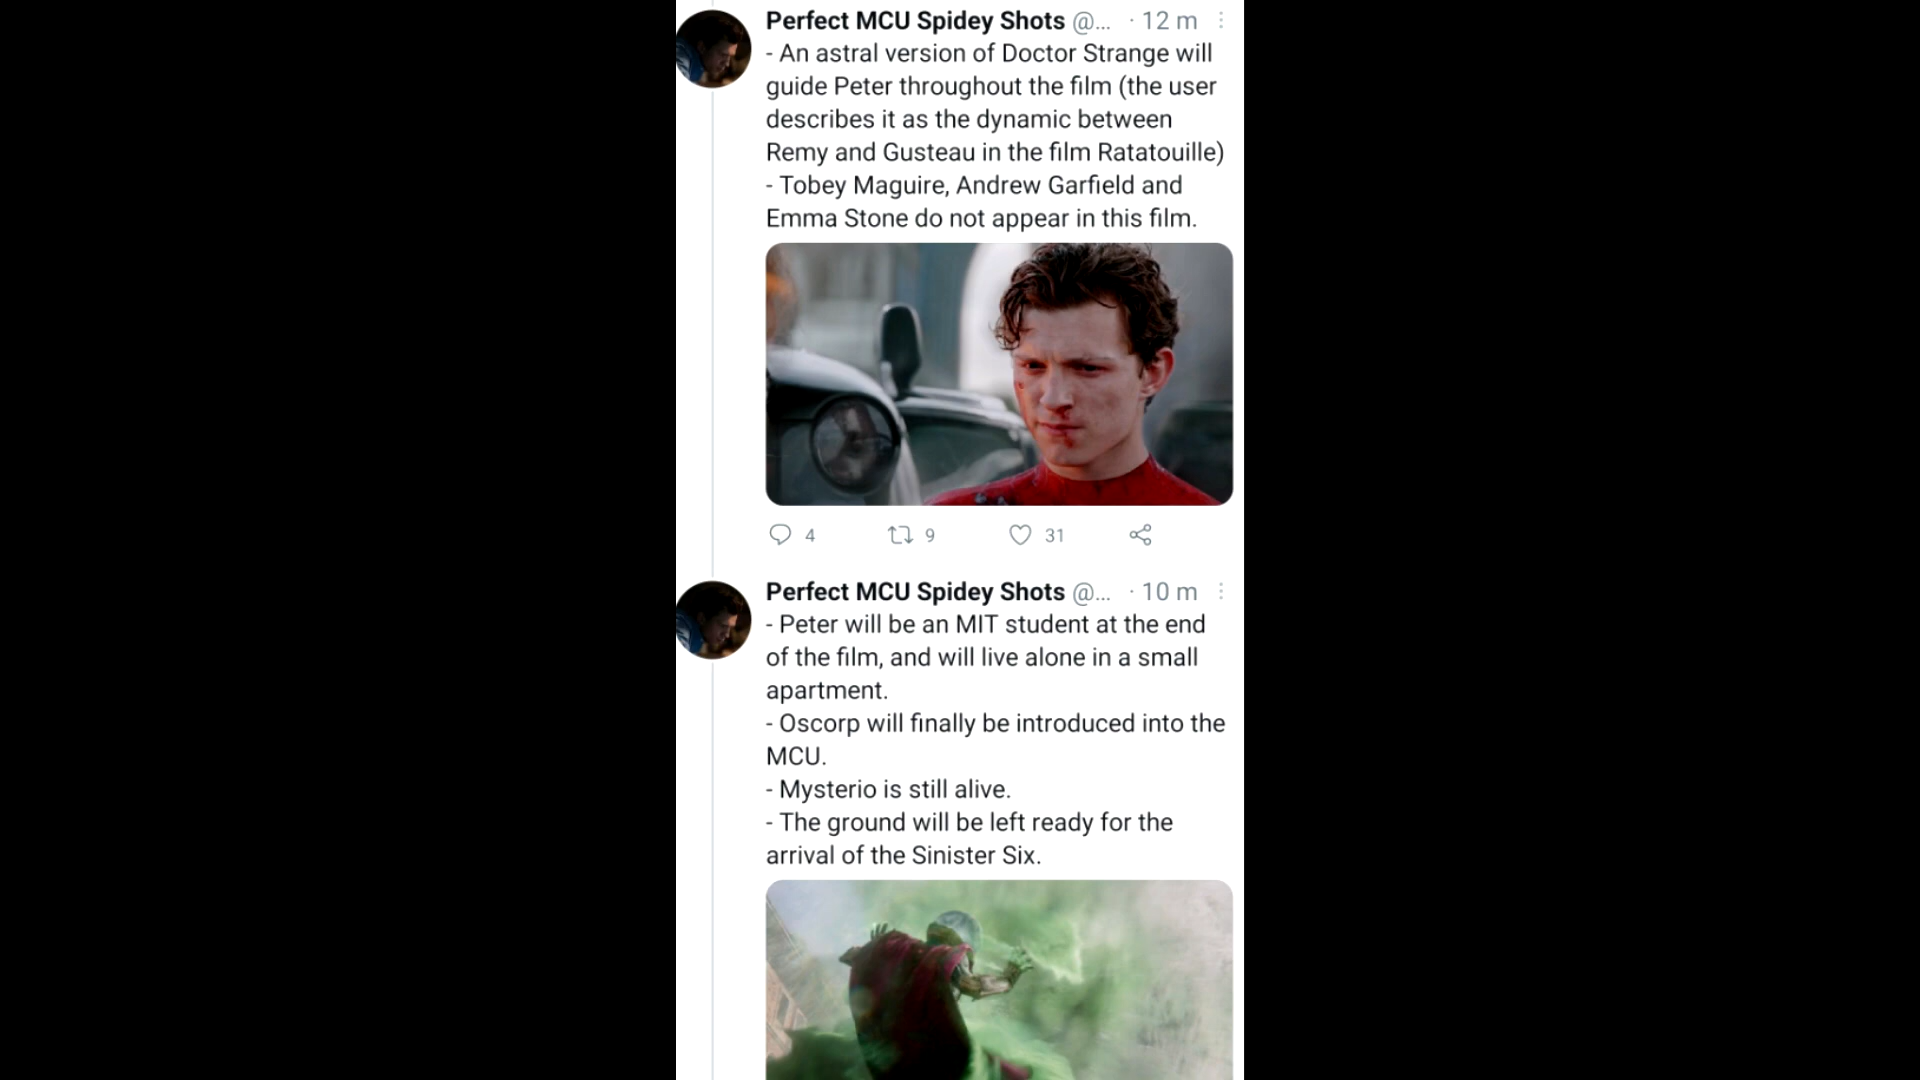 Perfect MCU Spidey Shots @... · 12 m
- An astral version of Doctor Strange will
guide Peter throughout the film (the user
describes it as the dynamic between
Remy and Gusteau in the film Ratatouille)
- Tobey Maguire, Andrew Garfield and
Emma Stone do not appear in this film.
4 9 31
Perfect MCU Spidey Shots @... · 10 m
- Peter will be an MIT student at the end
of the film, and will live alone in a small
apartment.
- Oscorp will finally be introduced into the
MCU.
- Mysterio is still alive.
- The ground will be left ready for the
arrival of the Sinister Six.